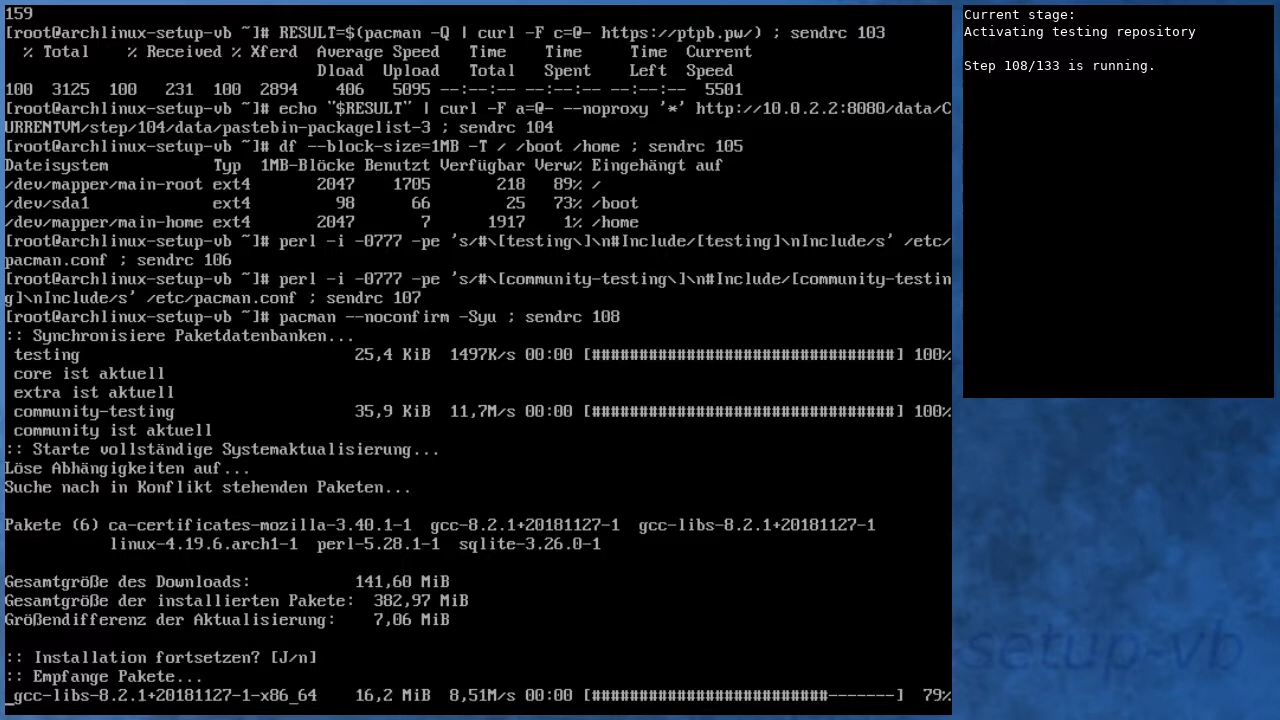 159
[root@archlinux-setup-vb ~]# RESULT=$(pacman -Q | curl -F c=@- https://ptpb.pw/) ; sendrc 103
  % Total    % Received % Xferd  Average Speed   Time    Time     Time  Current
                                 Dload  Upload   Total   Spent    Left  Speed
100  3125  100   231  100  2894    406   5095 --:--:-- --:--:-- --:--:--  5501
[root@archlinux-setup-vb ~]# echo "$RESULT" | curl -F a=@- --noproxy '*' http://10.0.2.2:8080/data/C
URRENTVM/step/104/data/pastebin-packagelist-3 ; sendrc 104
[root@archlinux-setup-vb ~]# df --block-size=1MB -T / /boot /home ; sendrc 105
Dateisystem           Typ  1MB-Blöcke Benutzt Verfügbar Verw% Eingehängt auf
/dev/mapper/main-root ext4       2047    1705       218   89% /
/dev/sda1             ext4         98      66        25   73% /boot
/dev/mapper/main-home ext4       2047       7      1917    1% /home
[root@archlinux-setup-vb ~]# perl -i -0777 -pe 's/#\[testing\]\n#Include/[testing]\nInclude/s' /etc/
pacman.conf ; sendrc 106
[root@archlinux-setup-vb ~]# perl -i -0777 -pe 's/#\[community-testing\]\n#Include/[community-testin
g]\nInclude/s' /etc/pacman.conf ; sendrc 107
[root@archlinux-setup-vb ~]# pacman --noconfirm -Syu ; sendrc 108
:: Synchronisiere Paketdatenbanken...
 testing                             25,4 KiB  1497K/s 00:00 [################################] 100%
 core ist aktuell
 extra ist aktuell
 community-testing                   35,9 KiB  11,7M/s 00:00 [################################] 100%
 community ist aktuell
:: Starte vollständige Systemaktualisierung...
Löse Abhängigkeiten auf...
Suche nach in Konflikt stehenden Paketen...
Pakete (6) ca-certificates-mozilla-3.40.1-1  gcc-8.2.1+20181127-1  gcc-libs-8.2.1+20181127-1
           linux-4.19.6.arch1-1  perl-5.28.1-1  sqlite-3.26.0-1
Gesamtgröße des Downloads:           141,60 MiB
Gesamtgröße der installierten Pakete:  382,97 MiB
Größendifferenz der Aktualisierung:    7,06 MiB
:: Installation fortsetzen? [J/n]
:: Empfange Pakete...
_gcc-libs-8.2.1+20181127-1-x86_64    16,2 MiB  8,51M/s 00:00 [#########################-------]  79%
Current stage:
Activating testing repository
Step 108/133 is running.
-setup-vb